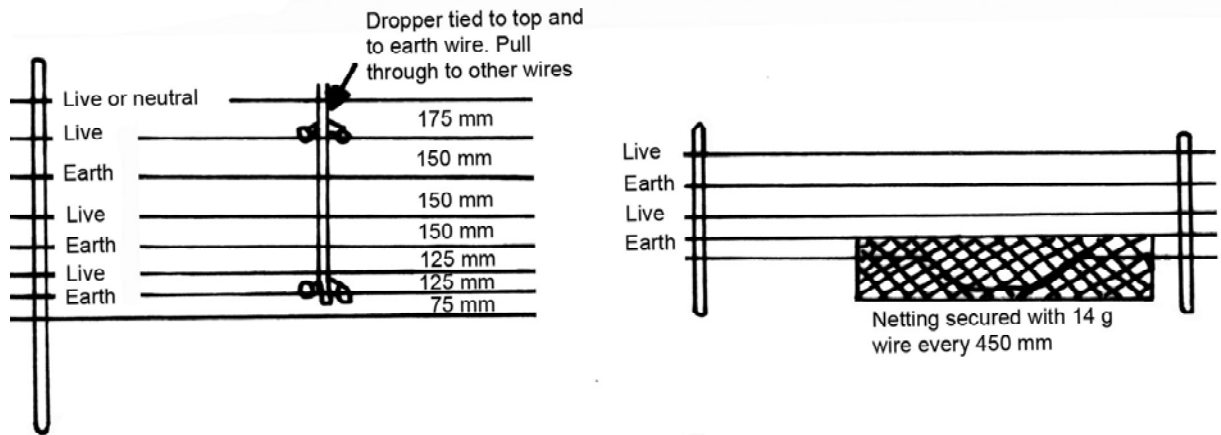 Dropper tied to top and
to earth wire. Pull
through to other wires
Live or neutral
175 mm
Live
150 mm
Earth
150 mm
Live
150 mm
Earth
125 mm
Live
125 mm
Earth
75 mm
Live
Earth
Live
Earth
Netting secured with 14 g
wire every 450 mm